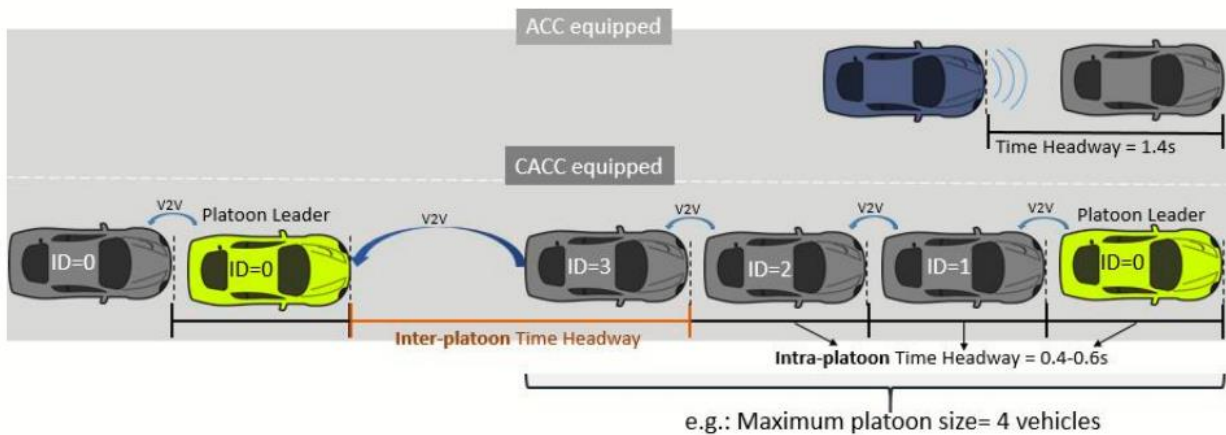 ACC equipped
Time Headway = 1.4s
CACC equipped
V2V
Platoon Leader
V2V
V2V
V2V
V2V
Platoon Leader
ID=0
ID=0
ID=3
ID=2
ID=1
ID=0
Inter-platoon Time Headway
Intra-platoon Time Headway = 0.4-0.6s
e.g.: Maximum platoon size= 4 vehicles